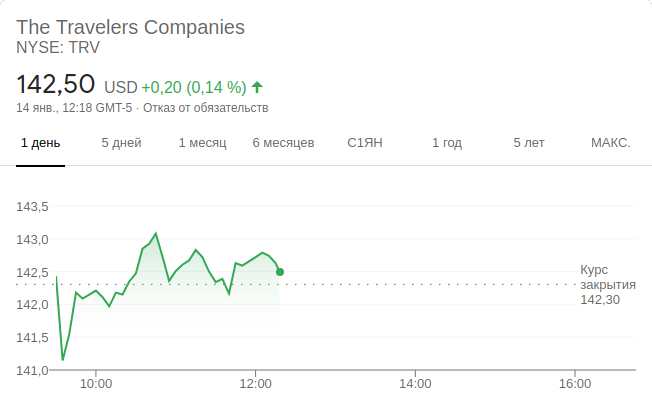 The Travelers Companies
NYSE: TRV
142,50 USD +0,20 (0,14 %)
14 янв., 12:18 GMT-5 · Отказ от обязательств
1 день 5 дней 1 месяц 6 месяцев С1ЯН 1 год 5 лет МАКС.
143,5
143,0
142,5
142,0
141,5
141,0
Курс
закрытия
142,30
10:00 12:00 14:00 16:00